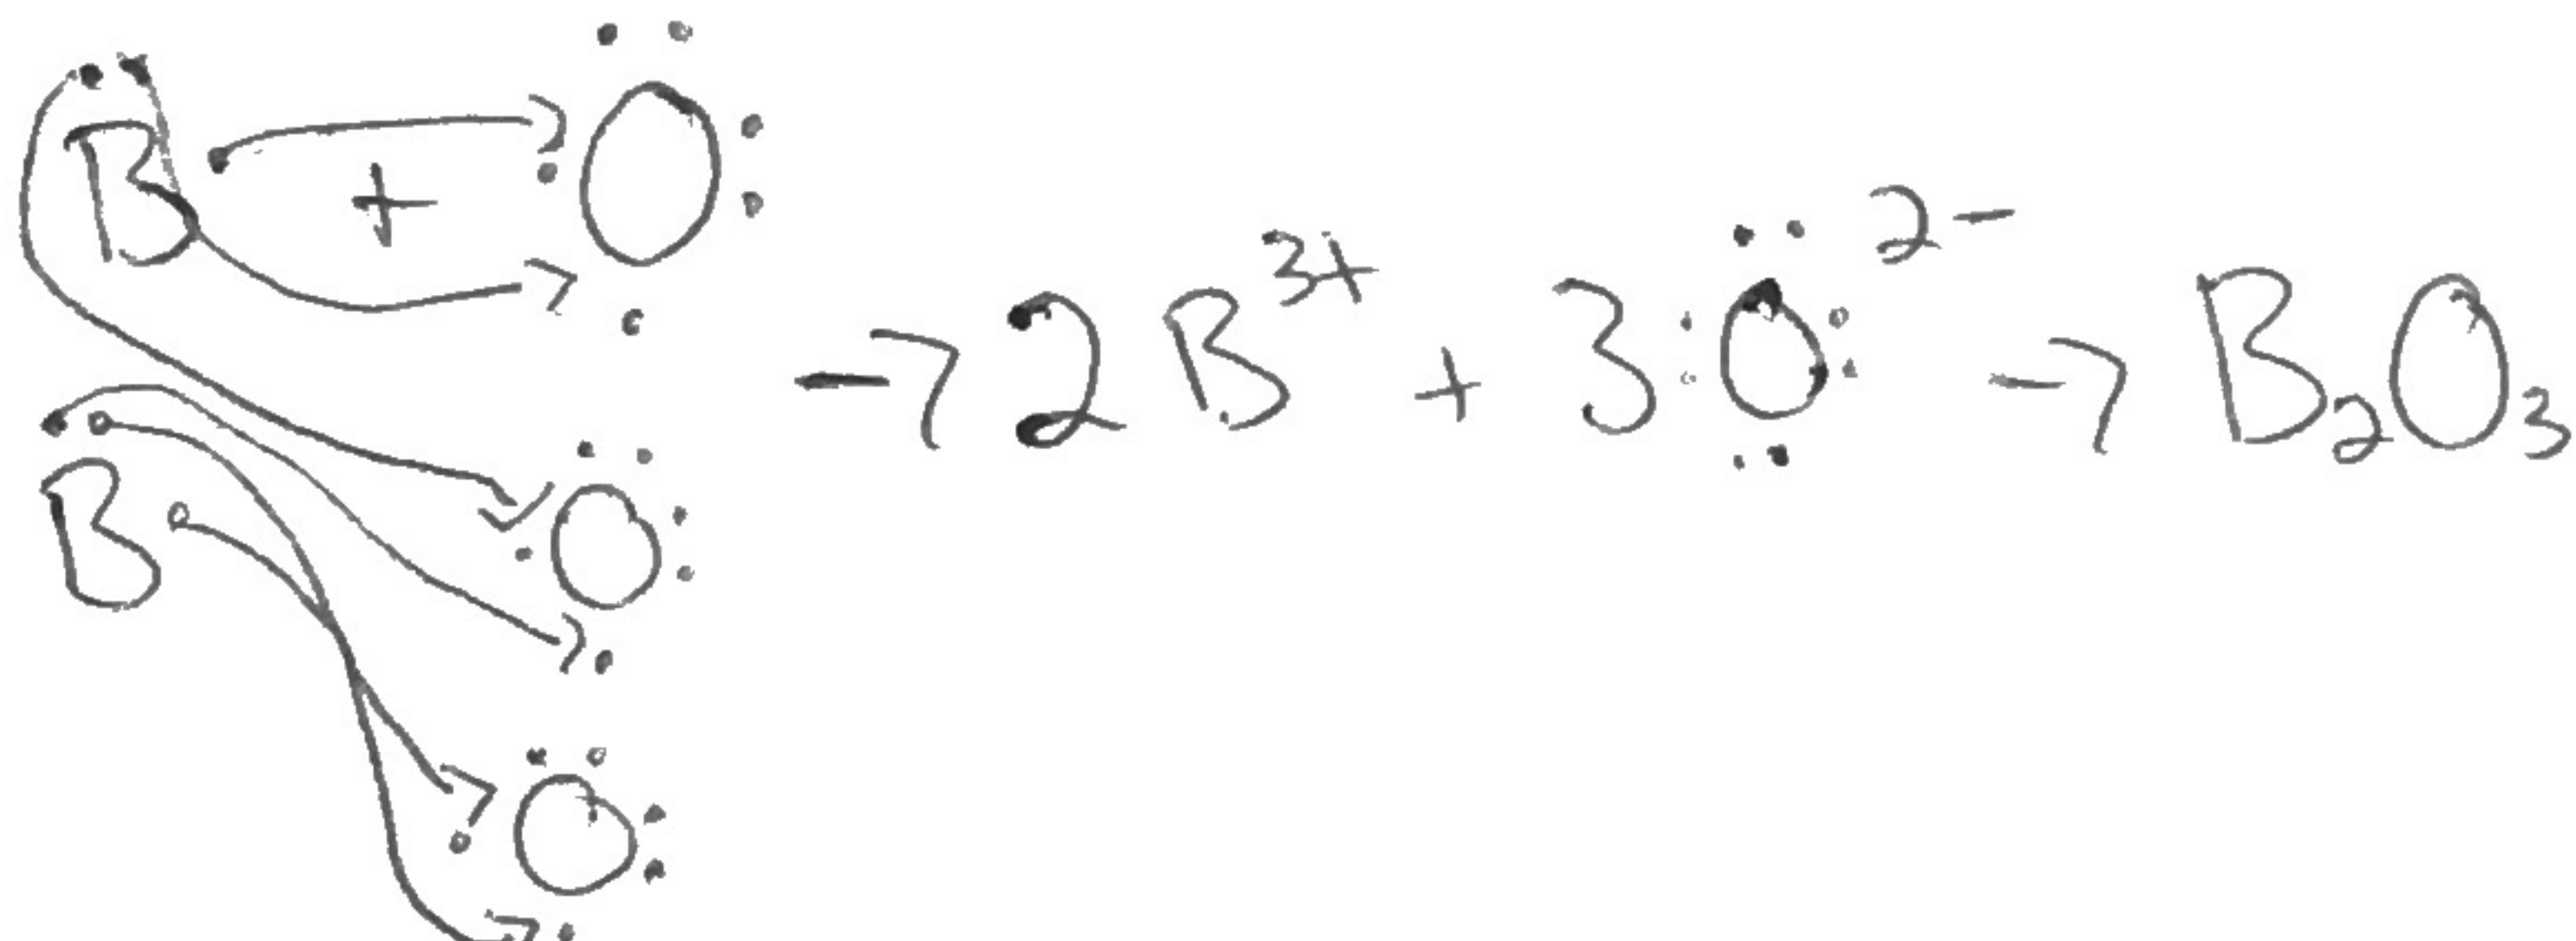 B + O
→ 2B³⁺ + 3O²⁻ → B₂O₃
B O
O